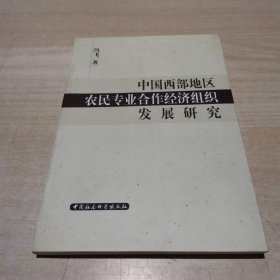 冯飞 著
中国西部地区
农民专业合作经济组织
发展研究
中国社会科学出版社